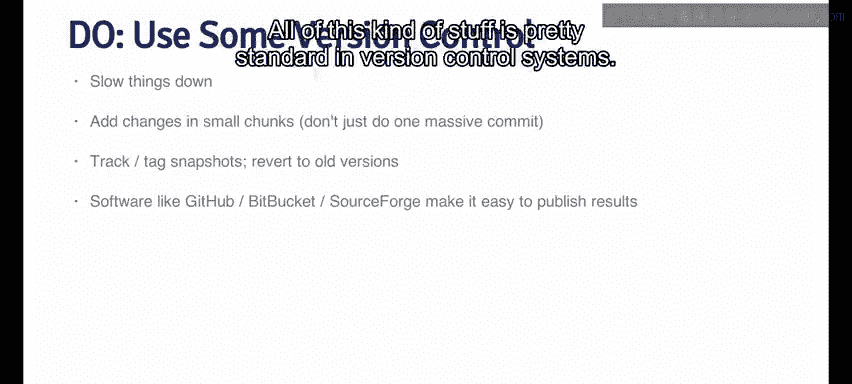 DO: Use Some Version Control
All of this kind of stuff is pretty
standard in version control systems.
· Slow things down
· Add changes in small chunks (don't just do one massive commit)
· Track / tag snapshots; revert to old versions
· Software like GitHub / BitBucket / SourceForge make it easy to publish results